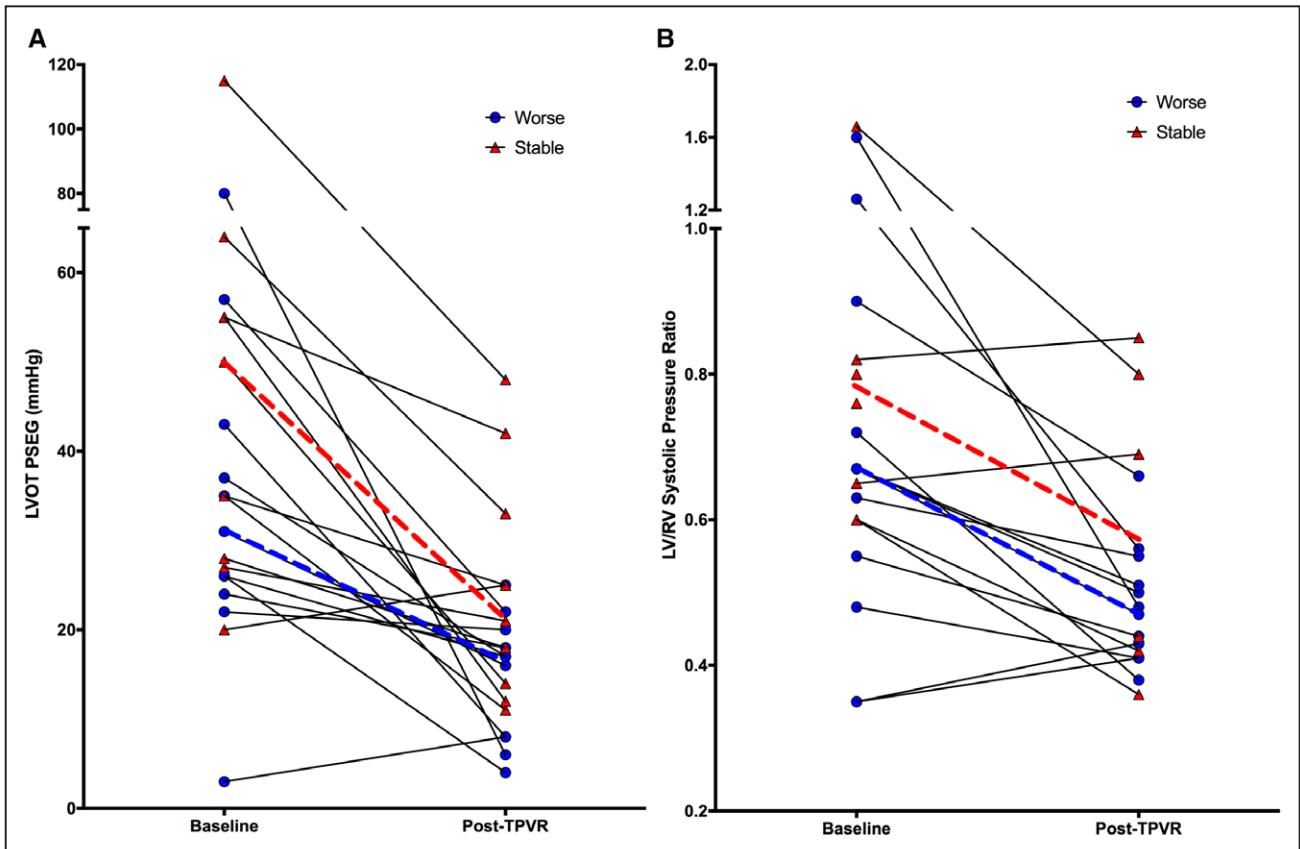 A
LVOT PSEG (mmHg)
120
100
80
60
40
20
0
Worse
Stable
Baseline
Post-TPVR
B
LV/RV Systolic Pressure Ratio
2.0
1.6
1.2
1.0
0.8
0.6
0.4
0.2
Worse
Stable
Baseline
Post-TPVR